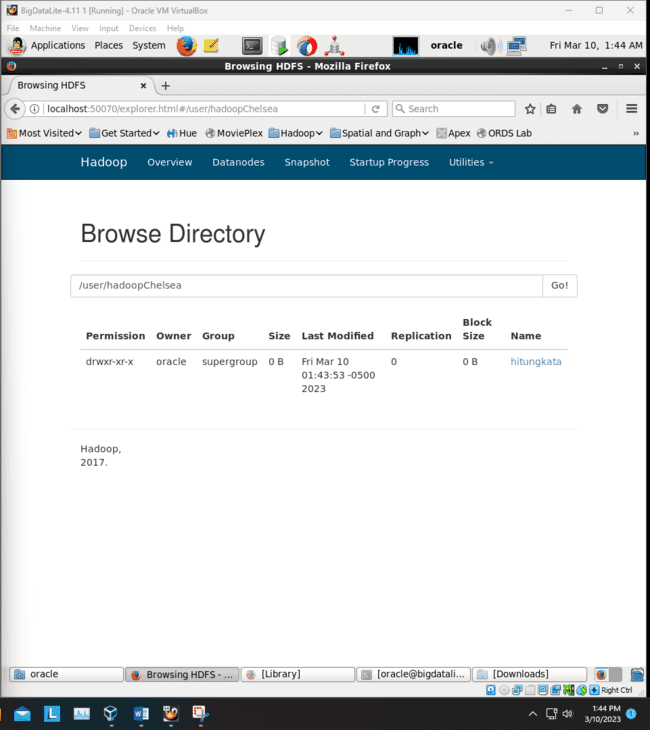 BigDataLite-4.11 1 [Running] - Oracle VM VirtualBox
File Machine View Input Devices Help
Applications Places System oracle Fri Mar 10, 1:44 AM
Browsing HDFS - Mozilla Firefox
Browsing HDFS
localhost:50070/explorer.html#/user/hadoopChelsea Search
Most Visited Get Started Hue MoviePlex Hadoop Spatial and Graph Apex ORDS Lab »
Hadoop Overview Datanodes Snapshot Startup Progress Utilities
Browse Directory
/user/hadoopChelsea Go!
Permission Owner Group Size Last Modified Replication Block Size Name
drwxr-xr-x oracle supergroup 0 B Fri Mar 10 01:43:53 -0500 2023 0 0 B hitungkata
Hadoop,
2017.
oracle Browsing HDFS - ... [Library] [oracle@bigdatali... [Downloads]
Right Ctrl
1:44 PM
3/10/2023